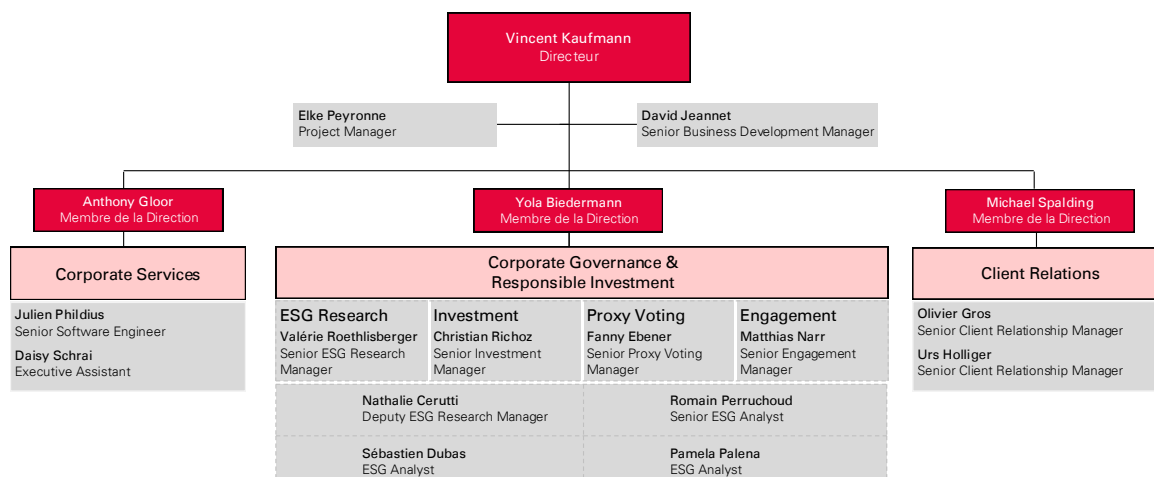 Vincent Kaufmann
Directeur
Elke Peyronne
Project Manager
David Jeannet
Senior Business Development Manager
Anthony Gloor
Membre de la Direction
Yola Biedermann
Membre de la Direction
Michael Spalding
Membre de la Direction
Corporate Services
Corporate Governance &
Responsible Investment
Client Relations
Julien Phildius
Senior Software Engineer
Daisy Schrai
Executive Assistant
ESG Research
Valérie Roethlisberger
Senior ESG Research
Manager
Investment
Christian Richoz
Senior Investment
Manager
Proxy Voting
Fanny Ebener
Senior Proxy Voting
Manager
Engagement
Matthias Narr
Senior Engagement
Manager
Nathalie Cerutti
Deputy ESG Research Manager
Romain Perruchoud
Senior ESG Analyst
Sébastien Dubas
ESG Analyst
Pamela Palena
ESG Analyst
Olivier Gros
Senior Client Relationship Manager
Urs Holliger
Senior Client Relationship Manager